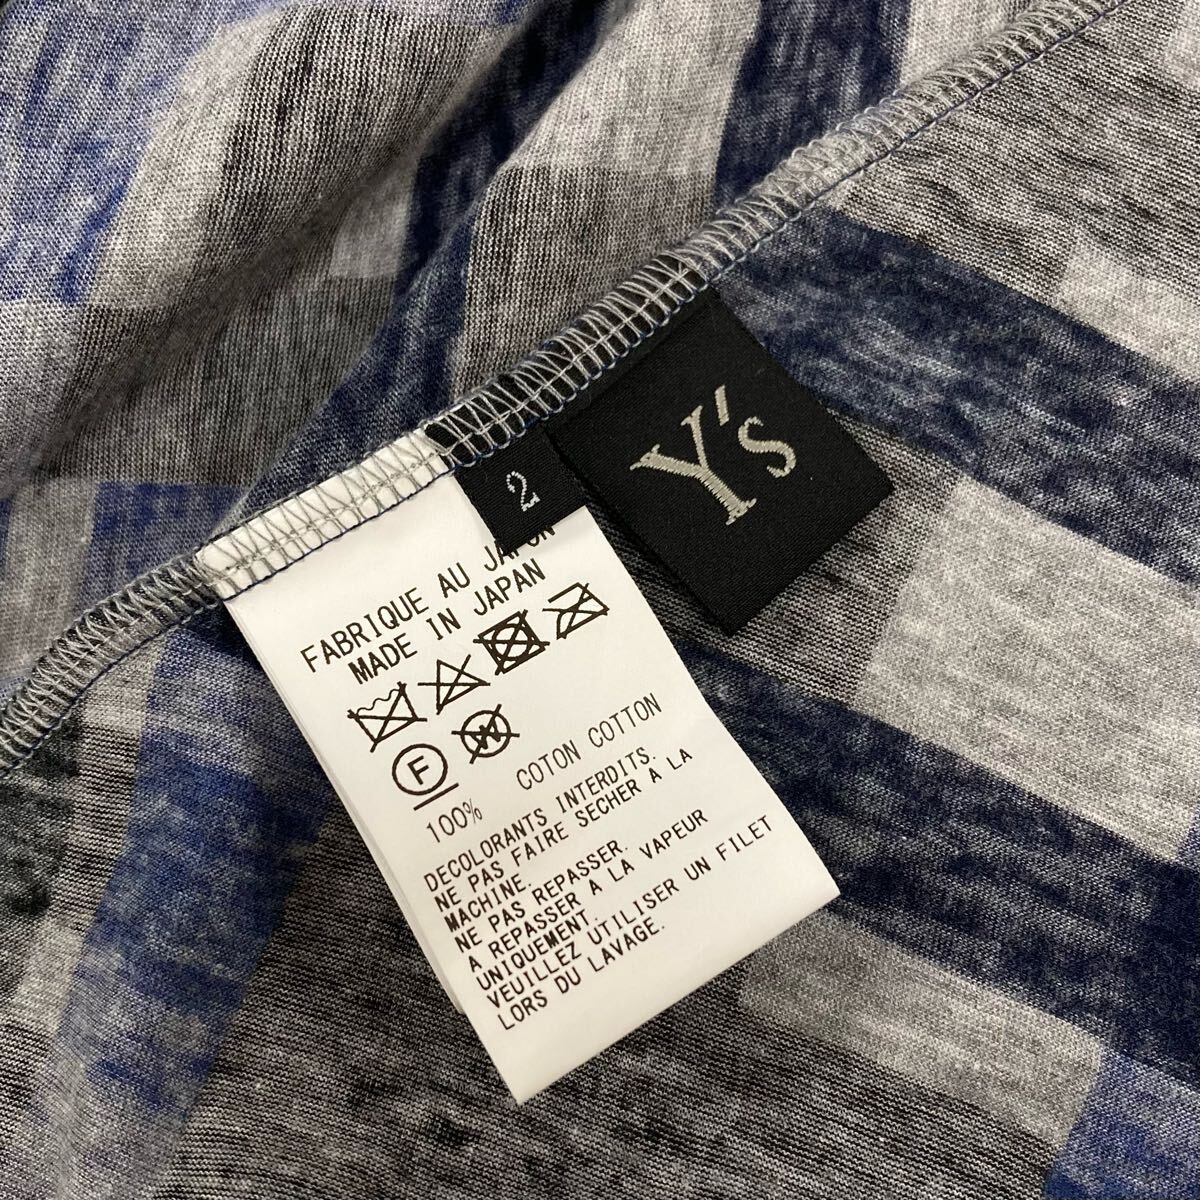 Y's
2
FABRIQUE AU JAPON
MADE IN JAPAN
F
W
100% COTON COTTON
DECOLORANTS INTERDITS.
NE PAS FAIRE SECHER À LA
MACHINE.
NE PAS REPASSER.
A REPASSER A LA VAPEUR
UNIQUEMENT.
VEUILLEZ UTILISER UN FILET
LORS DU LAVAGE.